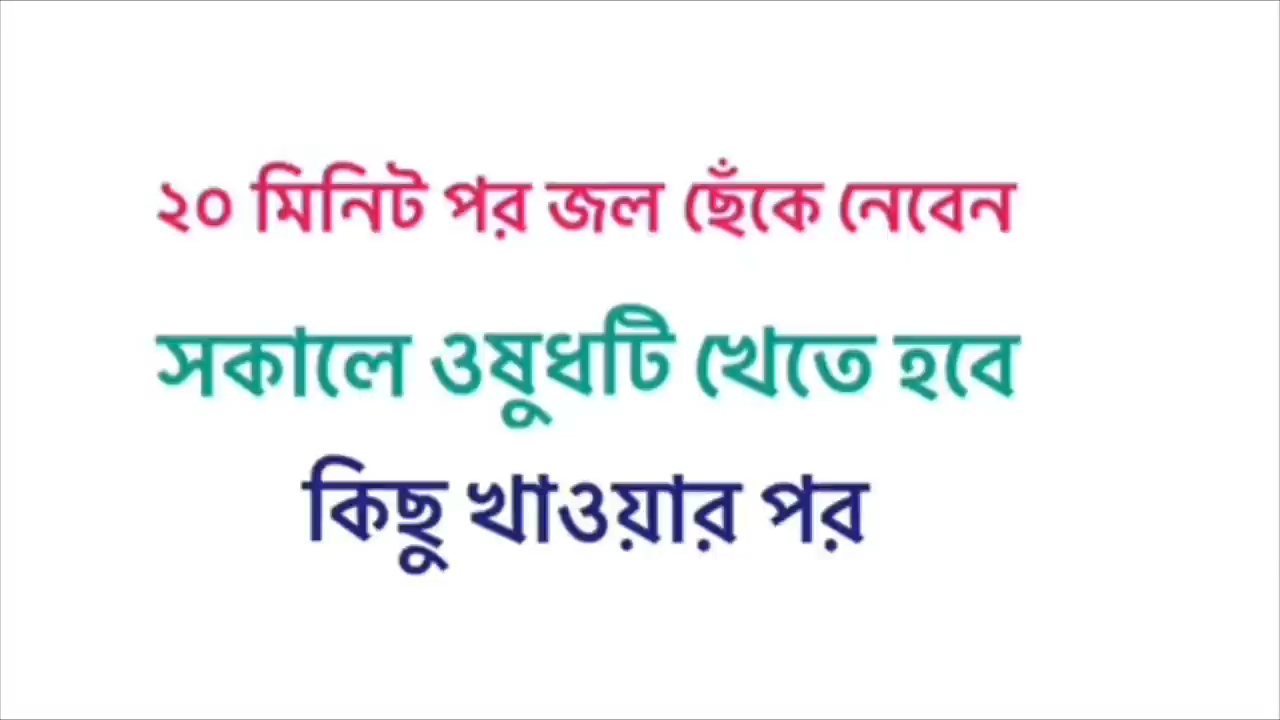 ২০ মিনিট পর জল ছেঁকে নেবেন
সকালে ওষুধটি খেতে হবে
কিছু খাওয়ার পর